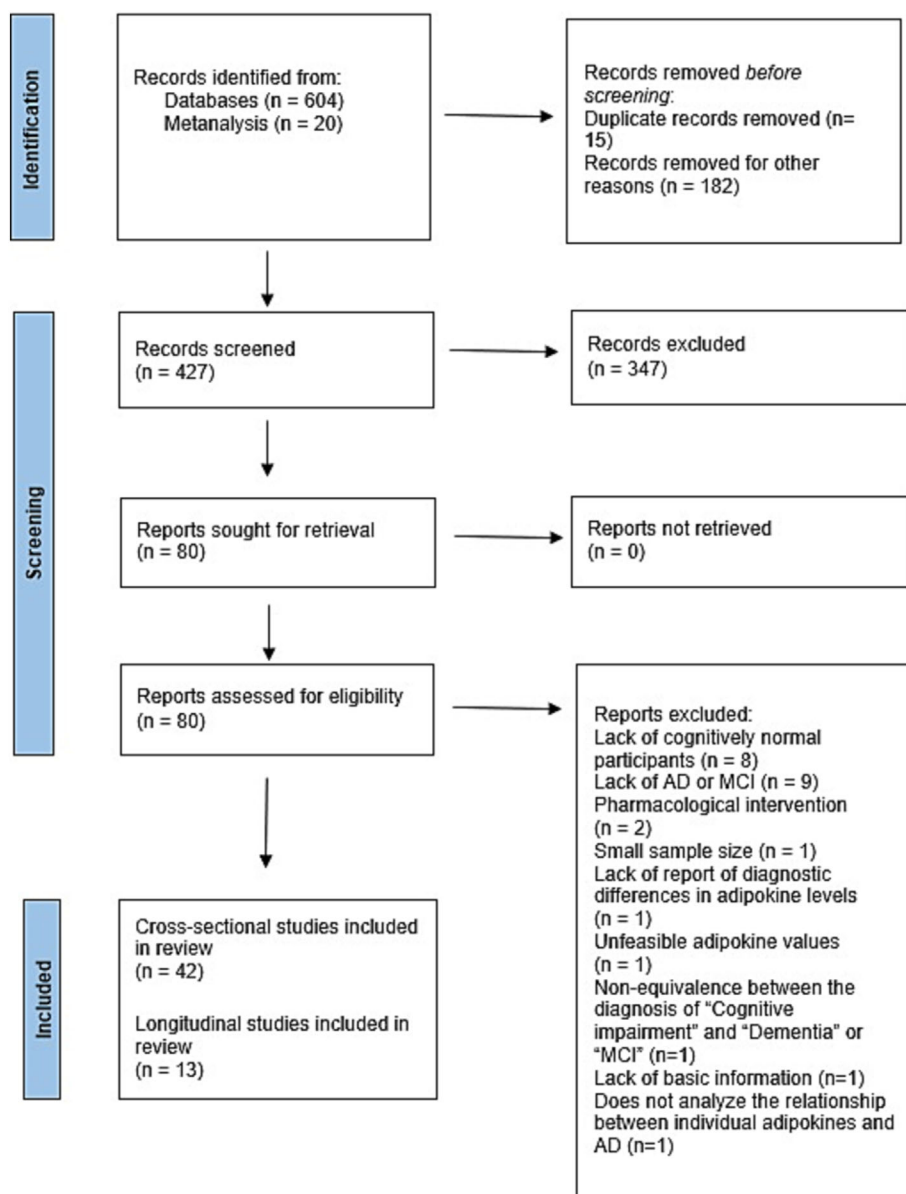 Identification
Records identified from:
Databases (n = 604)
Metanalysis (n = 20)
Records removed before
screening:
Duplicate records removed (n=
15)
Records removed for other
reasons (n = 182)
Screening
Records screened
(n = 427)
Records excluded
(n = 347)
Reports sought for retrieval
(n = 80)
Reports not retrieved
(n = 0)
Reports assessed for eligibility
(n = 80)
Reports excluded:
Lack of cognitively normal
participants (n = 8)
Lack of AD or MCI (n = 9)
Pharmacological intervention
(n = 2)
Small sample size (n = 1)
Lack of report of diagnostic
differences in adipokine levels
(n = 1)
Unfeasible adipokine values
(n = 1)
Non-equivalence between the
diagnosis of “Cognitive
impairment” and “Dementia” or
“MCI” (n=1)
Lack of basic information (n=1)
Does not analyze the relationship
between individual adipokines and
AD (n=1)
Included
Cross-sectional studies included
in review
(n = 42)
Longitudinal studies included in
review
(n = 13)